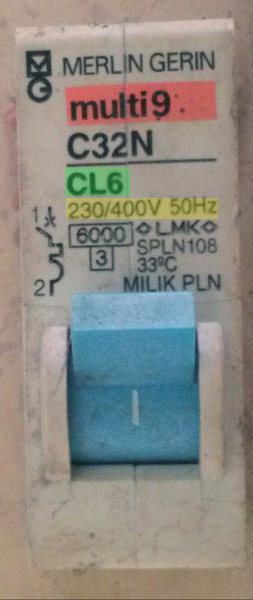 MERLIN GERIN
multi9
C32N
CL6
230/400V 50Hz
6000 LMK
3 SPLN108
33ºC
MILIK PLN
1
2
I